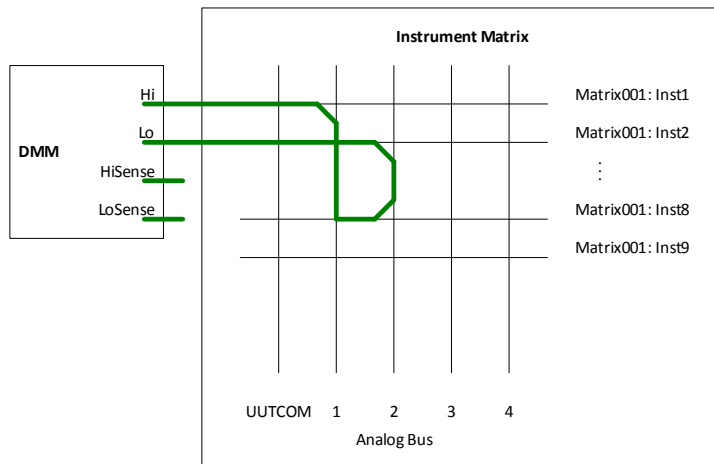 Instrument Matrix
Hi
Matrix001: Inst1
Lo
Matrix001: Inst2
DMM
HiSense
⋮
LoSense
Matrix001: Inst8
Matrix001: Inst9
UUTCOM 1 2 3 4
Analog Bus